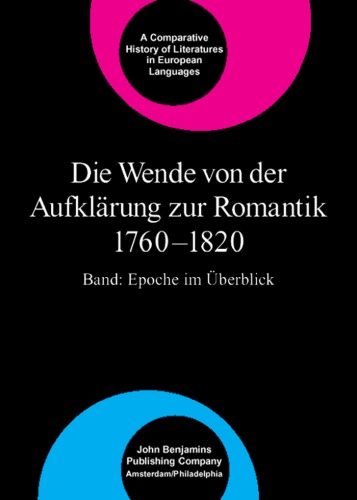 A Comparative
History of Literatures
in European
Languages
Die Wende von der
Aufklärung zur Romantik
1760–1820
Band: Epoche im Überblick
John Benjamins
Publishing Company
Amsterdam/Philadelphia